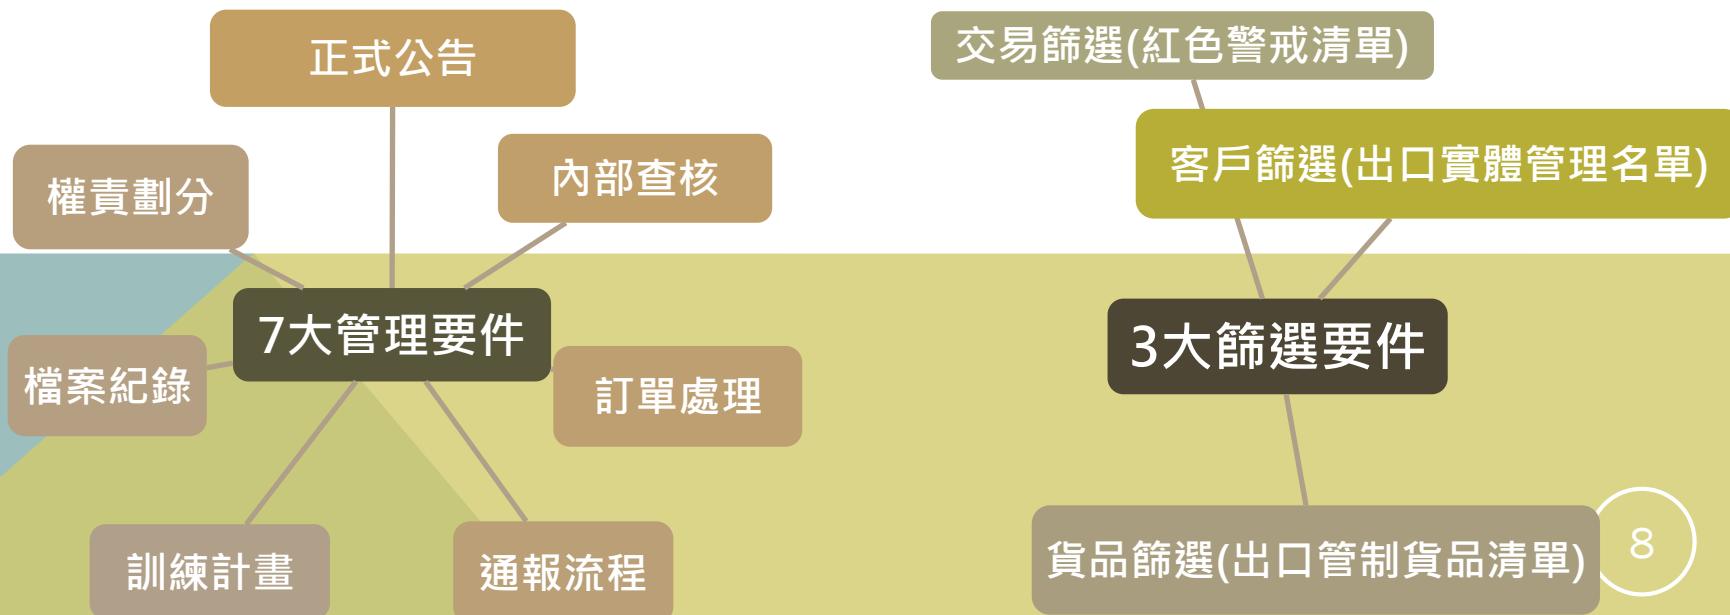 正式公告
權責劃分
內部查核
7大管理要件
檔案紀錄
訂單處理
訓練計畫
通報流程
交易篩選(紅色警戒清單)
客戶篩選(出口實體管理名單)
3大篩選要件
貨品篩選(出口管制貨品清單)
8